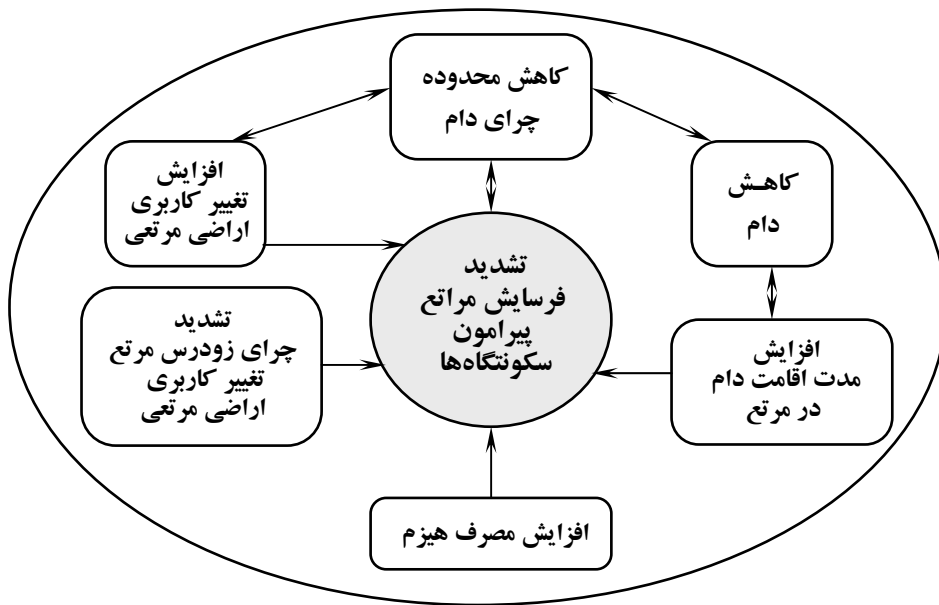 کاهش محدوده
چرای دام
کاهـش
دام
افزایش
تغییر کاربری
اراضی مرتعی
تشدید
فرسایش مراتع
پیرامون
سکونتگاه‌ها
تشدید
چرای زودرس مرتع
تغییر کاربری
اراضی مرتعی
افزایش
مدت اقامت دام
در مرتع
افزایش مصرف هیزم